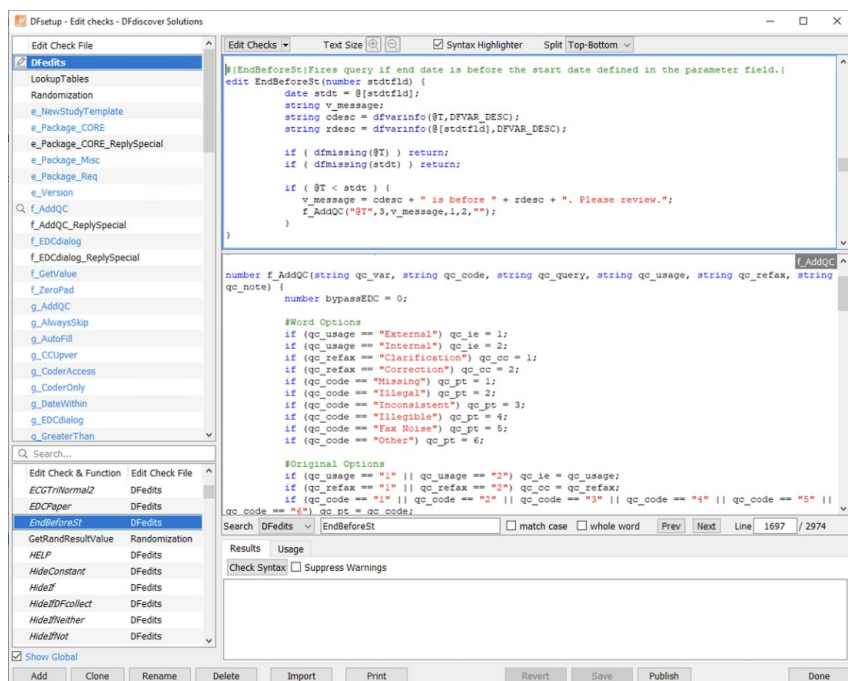 DFsetup - Edit checks - DFdiscover Solutions
Edit Check File
DFedits
LookupTables
Randomization
e_NewStudyTemplate
e_Package_CORE
e_Package_CORE_ReplySpecial
e_Package_Misc
e_Package_Req
e_Version
f_AddQC
f_AddQC_ReplySpecial
f_EDCdialog
f_EDCdialog_ReplySpecial
f_GetValue
f_ZeroPad
g_AddQC
g_AlwaysSkip
g_AutoFill
g_CCUpver
g_CoderAccess
g_CoderOnly
g_DateWithin
g_EDCdialog
g_GreaterThan
Search...
Edit Check & Function Edit Check File
ECGTriNormal2 DFedits
EDCPaper DFedits
EndBeforeSt DFedits
GetRandResultValue Randomization
HELP DFedits
HideConstant DFedits
HideIf DFedits
HideIfDFcollect DFedits
HideIfNeither DFedits
HideIfNot DFedits
Show Global
Edit Checks Text Size Syntax Highlighter Split Top-Bottom
#|EndBeforeSt|Fires query if end date is before the start date defined in the parameter field.|
edit EndBeforeSt(number stdtfld) {
date stdt = @[stdtfld];
string v_message;
string cdesc = dfvarinfo(@T,DFVAR_DESC);
string rdesc = dfvarinfo(@[stdtfld],DFVAR_DESC);
if ( dfmissing(@T) ) return;
if ( dfmissing(stdt) ) return;
if ( @T < stdt ) {
v_message = cdesc + " is before " + rdesc + ". Please review.";
f_AddQC("@T",3,v_message,1,2,"");
}
}
f_AddQC
number f_AddQC(string qc_var, string qc_code, string qc_query, string qc_usage, string qc_refax, string
qc_note) {
number bypassEDC = 0;
#Word Options
if (qc_usage == "External") qc_ie = 1;
if (qc_usage == "Internal") qc_ie = 2;
if (qc_refax == "Clarification") qc_cc = 1;
if (qc_refax == "Correction") qc_cc = 2;
if (qc_code == "Missing") qc_pt = 1;
if (qc_code == "Illegal") qc_pt = 2;
if (qc_code == "Inconsistent") qc_pt = 3;
if (qc_code == "Illegible") qc_pt = 4;
if (qc_code == "Fax Noise") qc_pt = 5;
if (qc_code == "Other") qc_pt = 6;
#Original Options
if (qc_usage == "1" || qc_usage == "2") qc_ie = qc_usage;
if (qc_refax == "1" || qc_refax == "2") qc_cc = qc_refax;
if (qc_code == "1" || qc_code == "2" || qc_code == "3" || qc_code == "4" || qc_code == "5" ||
qc_code == "6") qc_pt = qc_code;
Search DFedits EndBeforeSt match case whole word Prev Next Line 1697 / 2974
Results Usage
Check Syntax Suppress Warnings
Add Clone Rename Delete Import Print Revert Save Publish Done